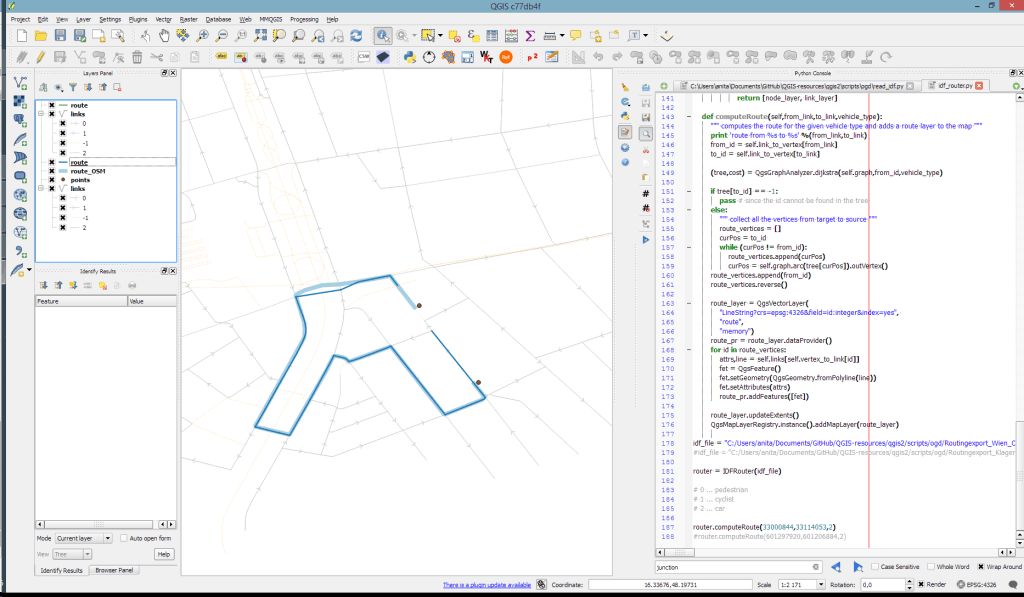 QGIS c77db4f
Project Edit View Layer Settings Plugins Vector Raster Database Web MMQGIS Processing Help
Layers Panel
route
links
0
1
-1
2
route
route_OSM
points
links
0
1
-1
2
Identify Results
Feature Value
Mode Current layer Auto open form
View Tree Help
Identify Results Browser Panel
Python Console
C:\Users\anita\Documents\GitHub\QGIS-resources\qgis2\scripts\ogd\read_idf.py idf_router.py
141 return [node_layer, link_layer]
142
143 def computeRoute(self,from_link,to_link,vehicle_type):
144 """ computes the route for the given vehicle type and adds a route layer to the map """
145 print 'route from %s to %s' %(from_link,to_link)
146 from_id = self.link_to_vertex[from_link]
147 to_id = self.link_to_vertex[to_link]
148
149 (tree,cost) = QgsGraphAnalyzer.dijkstra(self.graph,from_id,vehicle_type)
150
151 if tree[to_id] == -1:
152 pass # since the id cannot be found in the tree
153 else:
154 """ collect all the vertices from target to source """
155 route_vertices = []
156 curPos = to_id
157 while (curPos != from_id):
158 route_vertices.append(curPos)
159 curPos = self.graph.arc(tree[curPos]).outVertex()
160 route_vertices.append(from_id)
161 route_vertices.reverse()
162
163 route_layer = QgsVectorLayer(
164 "LineString?crs=epsg:4326&field=id:integer&index=yes",
165 "route",
166 "memory")
167 route_pr = route_layer.dataProvider()
168 for id in route_vertices:
169 attrs,line = self.links[self.vertex_to_link[id]]
170 fet = QgsFeature()
171 fet.setGeometry(QgsGeometry.fromPolyline(line))
172 fet.setAttributes(attrs)
173 route_pr.addFeatures([fet])
174
175 route_layer.updateExtents()
176 QgsMapLayerRegistry.instance().addMapLayer(route_layer)
177
178 idf_file = "C:/Users/anita/Documents/GitHub/QGIS-resources/qgis2/scripts/ogd/Routingexport_Wien_O
179 #idf_file = "C:/Users/anita/Documents/GitHub/QGIS-resources/qgis2/scripts/ogd/Routingexport_Klager
180
181 router = IDFRouter(idf_file)
182
183 # 0 ... pedestrian
184 # 1 ... cyclist
185 # 2 ... car
186
187 router.computeRoute(33000844,33114053,2)
188 #router.computeRoute(601297920,601206884,2)
junction Case Sensitive Whole Word Wrap Around
There is a plugin update available Coordinate: 16.33676,48.19731 Scale 1:2 171 Rotation: 0,0 Render EPSG:4326